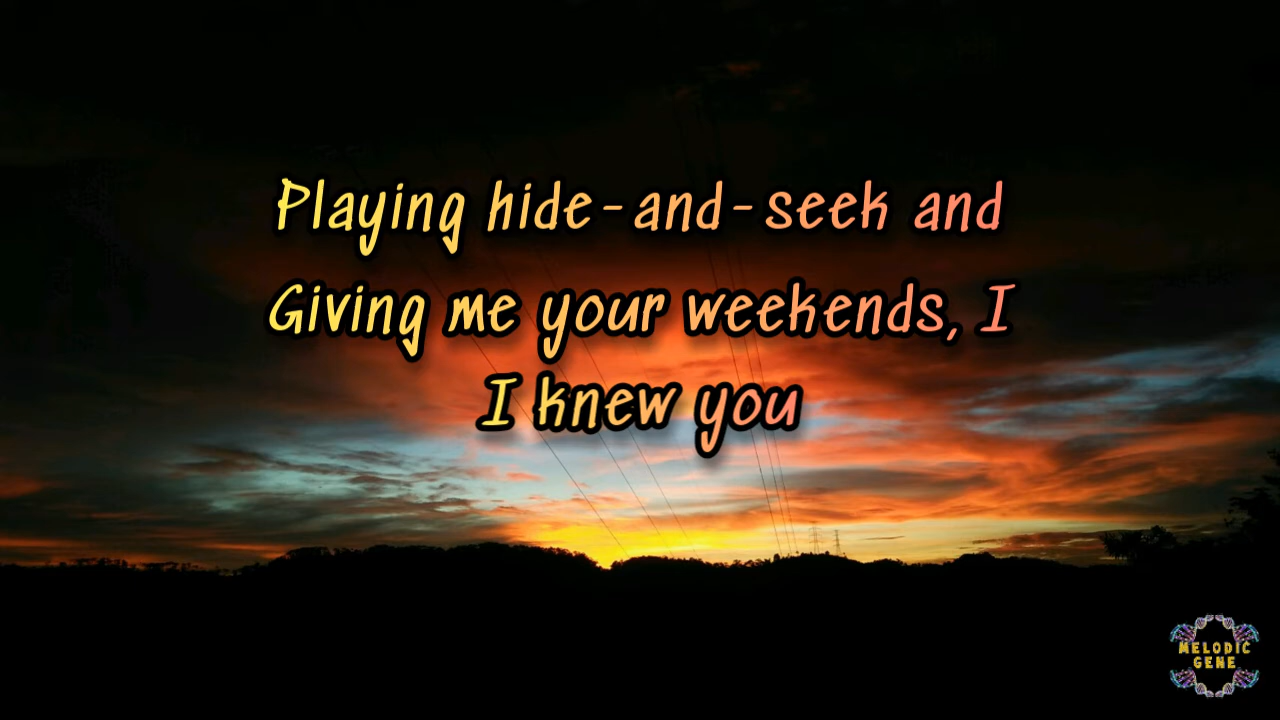 Playing hide-and-seek and
Giving me your weekends, I
I knew you
MELODIC
GENE